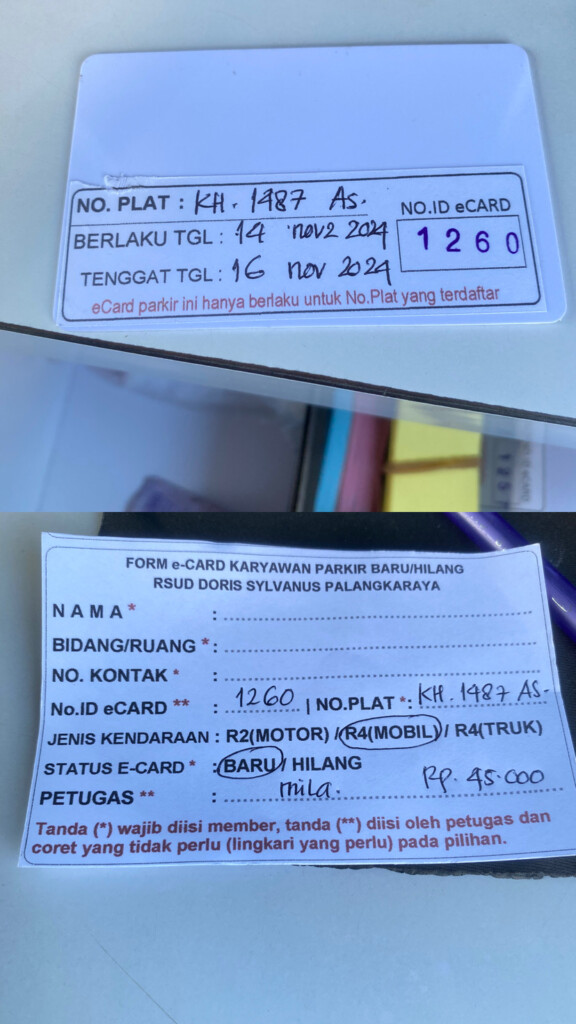 NO. PLAT : KH. 1487 AS.
NO.ID eCARD
BERLAKU TGL : 14 nov2 2024
1260
TENGGAT TGL : 16 nov 2024
eCard parkir ini hanya berlaku untuk No.Plat yang terdaftar
FORM e-CARD KARYAWAN PARKIR BARU/HILANG
RSUD DORIS SYLVANUS PALANGKARAYA
NAMA* :
BIDANG/RUANG * :
NO. KONTAK * :
No.ID eCARD ** : 1260 | NO.PLAT *: KH. 1487 AS.
JENIS KENDARAAN : R2(MOTOR) / R4(MOBIL) / R4(TRUK)
STATUS E-CARD * : BARU / HILANG
PETUGAS ** : mila. Rp. 45.000
Tanda (*) wajib diisi member, tanda (**) diisi oleh petugas dan
coret yang tidak perlu (lingkari yang perlu) pada pilihan.